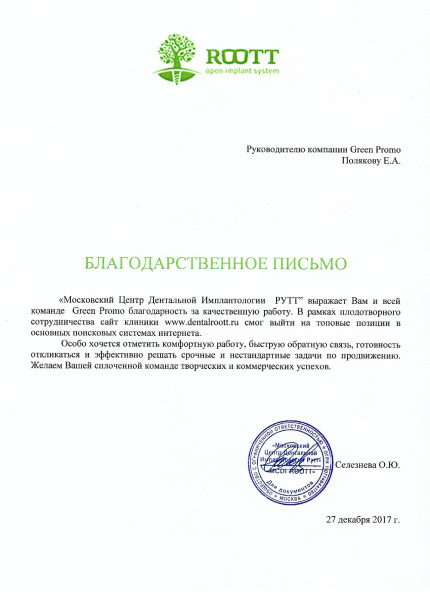 ROOTT
open implant system
Руководителю компании Green Promo
Полякову Е.А.
БЛАГОДАРСТВЕННОЕ ПИСЬМО
«Московский Центр Дентальной Имплантологии РУТТ” выражает Вам и всей
команде Green Promo благодарность за качественную работу. В рамках плодотворного
сотрудничества сайт клиники www.dentalroott.ru смог выйти на топовые позиции в
основных поисковых системах интернета.
Особо хочется отметить комфортную работу, быструю обратную связь, готовность
откликаться и эффективно решать срочные и нестандартные задачи по продвижению.
Желаем Вашей сплоченной команде творческих и коммерческих успехов.
«Московский
Центр Дентальной
Имплантологии Рутт»
«MCDI ROOTT»
Для документов
МОСКВА
Селезнева О.Ю.
27 декабря 2017 г.